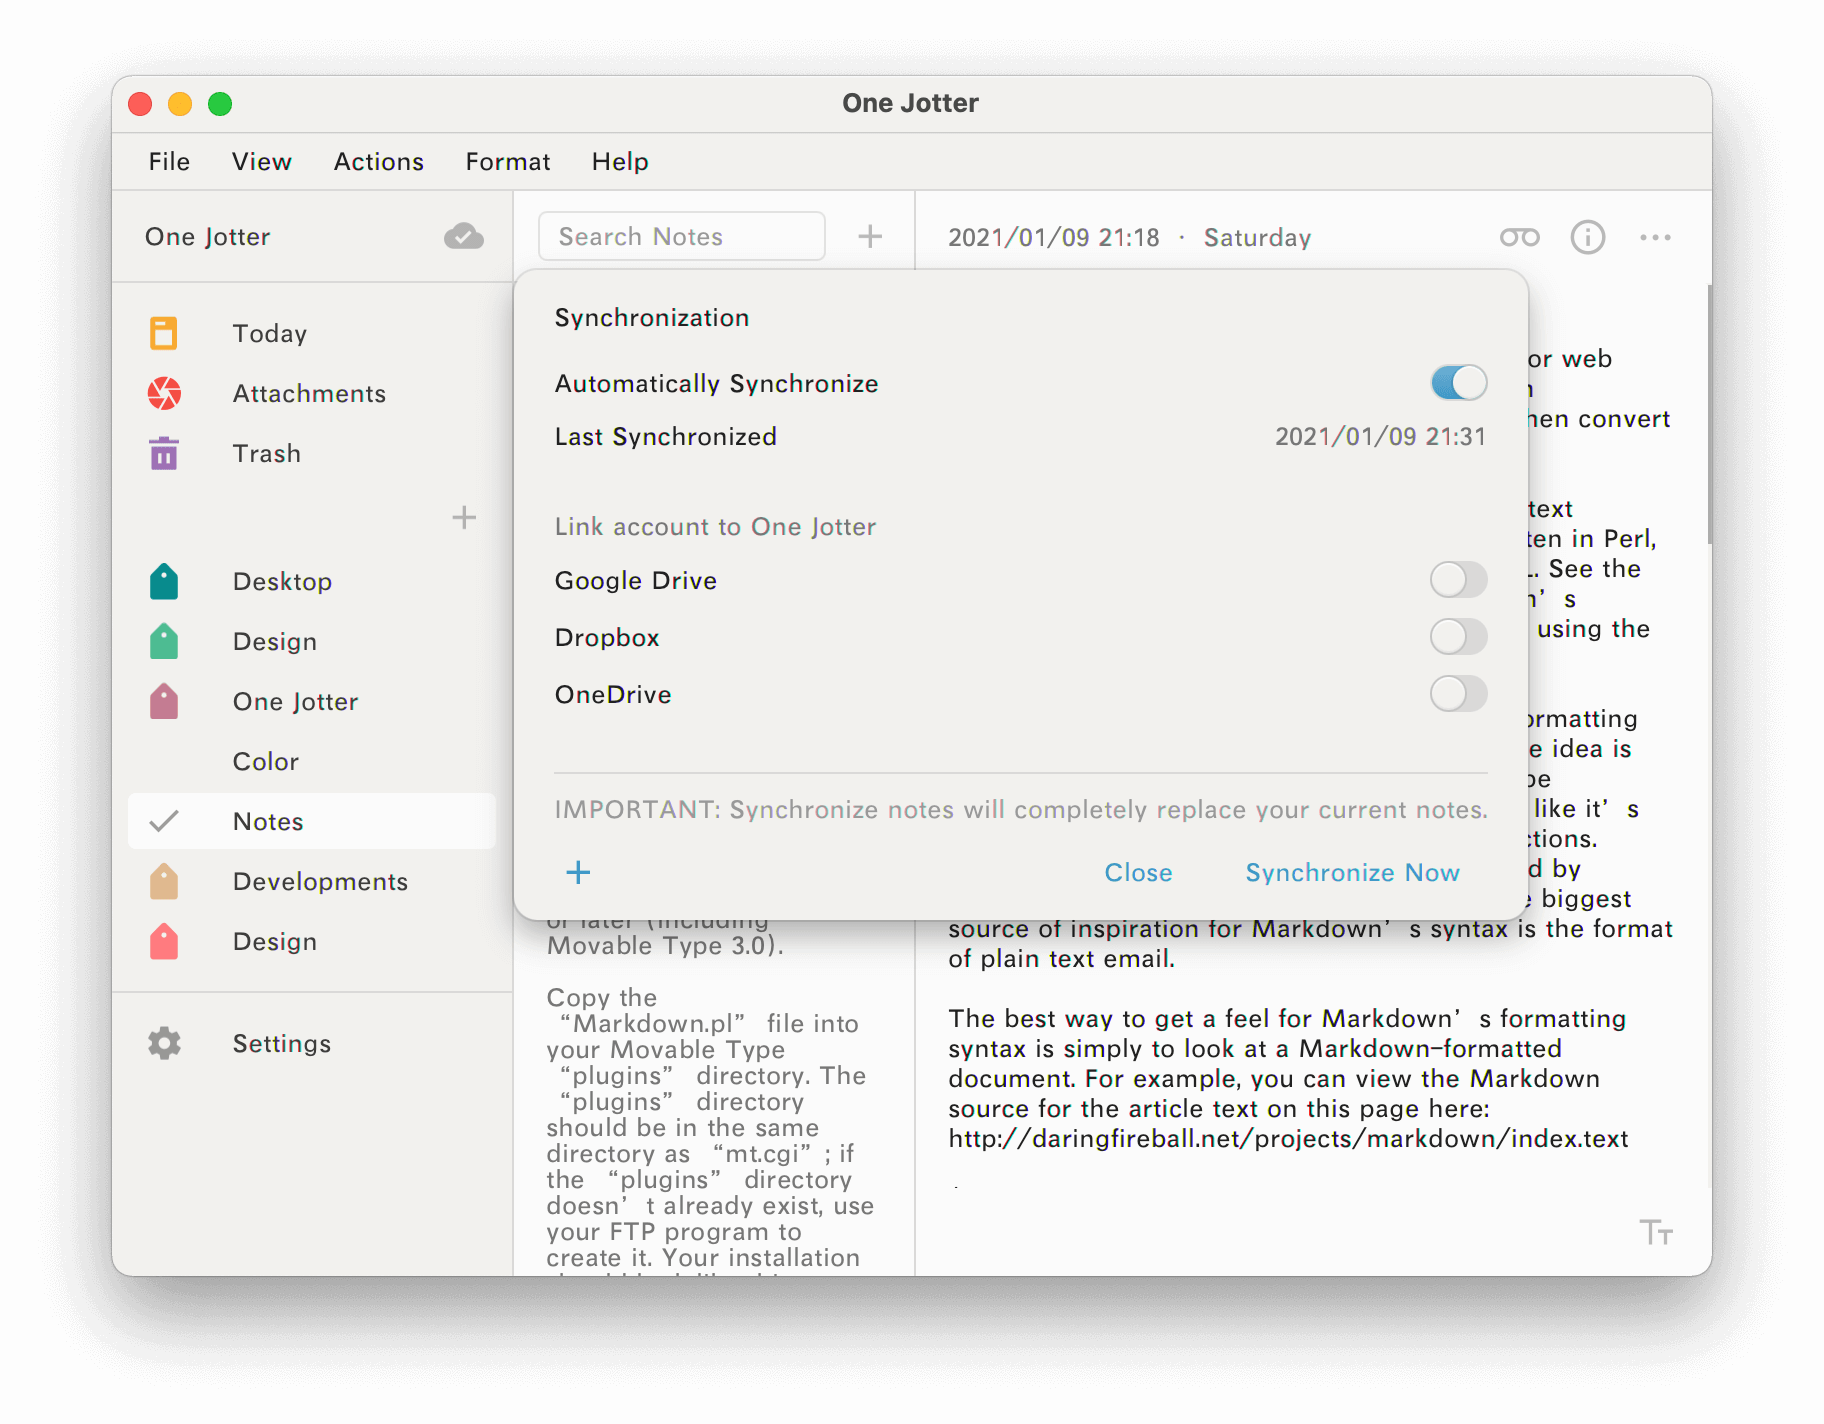 One Jotter
File View Actions Format Help
One Jotter
Search Notes
2021/01/09 21:18 · Saturday
Today
Attachments
Trash
Desktop
Design
One Jotter
Color
Notes
Developments
Design
Settings
Synchronization
Automatically Synchronize
Last Synchronized 2021/01/09 21:31
Link account to One Jotter
Google Drive
Dropbox
OneDrive
IMPORTANT: Synchronize notes will completely replace your current notes.
Close Synchronize Now
or later (including
Movable Type 3.0).
Copy the
“Markdown.pl” file into
your Movable Type
“plugins” directory. The
“plugins” directory
should be in the same
directory as “mt.cgi”; if
the “plugins” directory
doesn’t already exist, use
your FTP program to
create it. Your installation
or web
convert
text
in Perl,
See the
s
using the
idea is
like it’s
by
biggest
source of inspiration for Markdown’s syntax is the format
of plain text email.
The best way to get a feel for Markdown’s formatting
syntax is simply to look at a Markdown-formatted
document. For example, you can view the Markdown
source for the article text on this page here:
http://daringfireball.net/projects/markdown/index.text
Tт